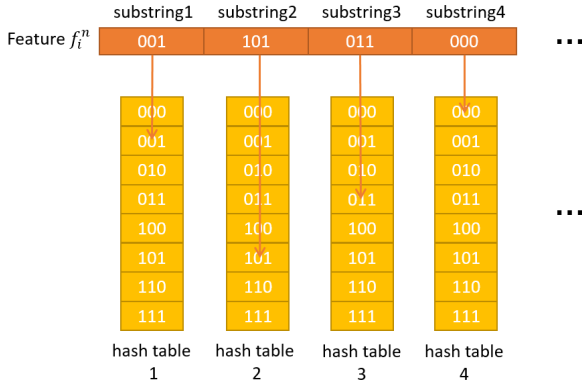 substring1 substring2 substring3 substring4
Feature fᵢⁿ 001 101 011 000 ...
000 000 000 000
001 001 001 001
010 010 010 010
011 011 011 011 ...
100 100 100 100
101 101 101 101
110 110 110 110
111 111 111 111
hash table hash table hash table hash table
1 2 3 4